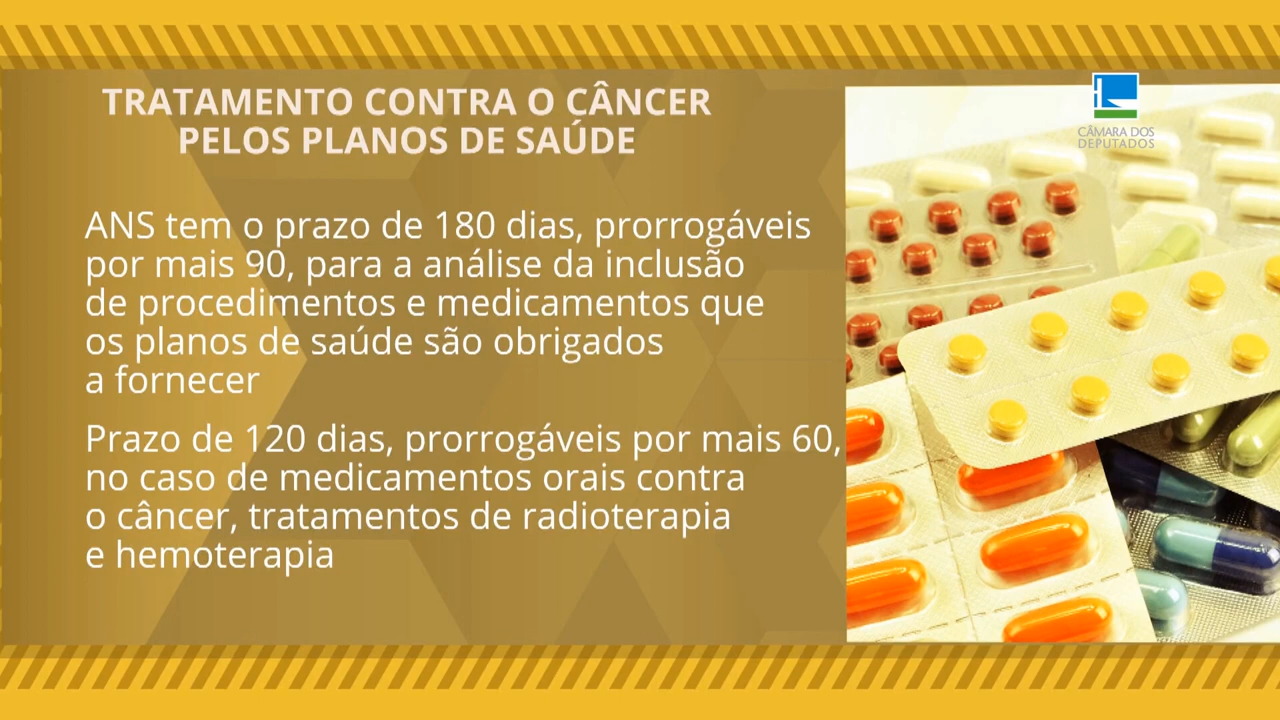 TRATAMENTO CONTRA O CÂNCER
PELOS PLANOS DE SAÚDE
ANS tem o prazo de 180 dias, prorrogáveis
por mais 90, para a análise da inclusão
de procedimentos e medicamentos que
os planos de saúde são obrigados
a fornecer
Prazo de 120 dias, prorrogáveis por mais 60,
no caso de medicamentos orais contra
o câncer, tratamentos de radioterapia
e hemoterapia
CÂMARA DOS
DEPUTADOS